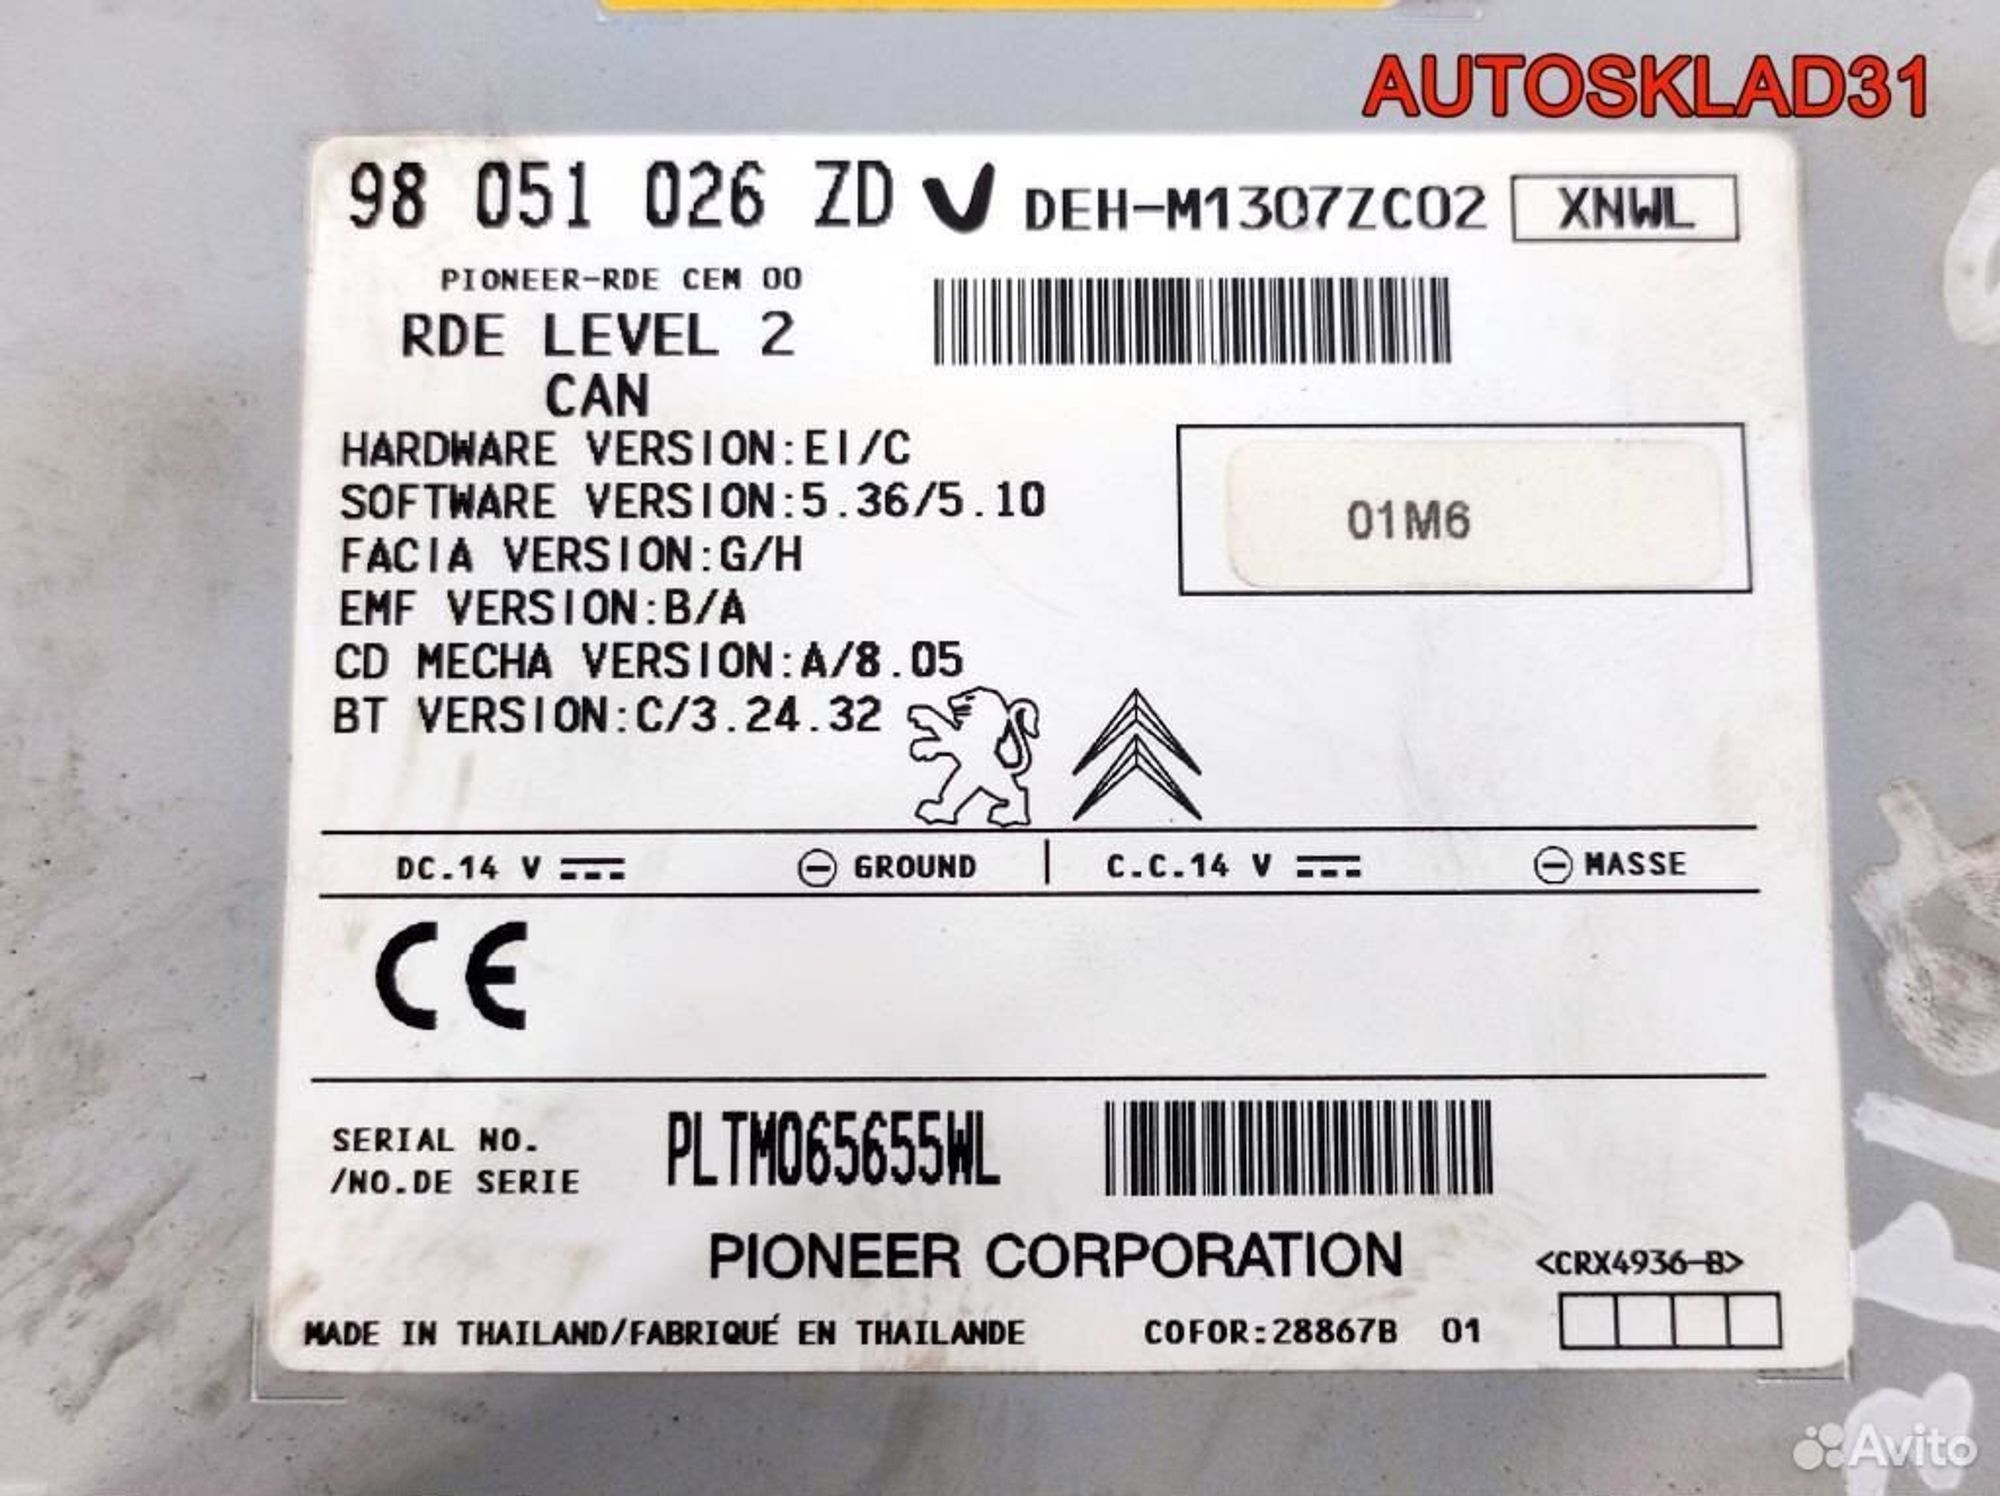 AUTOSKLAD31
98 051 026 ZD V DEH-M1307ZC02 XNWL
PIONEER-RDE CEM 00
RDE LEVEL 2
CAN
HARDWARE VERSION:EI/C
SOFTWARE VERSION:5.36/5.10
01M6
FACIA VERSION:G/H
EMF VERSION:B/A
CD MECHA VERSION:A/8.05
BT VERSION:C/3.24.32
DC.14 V GROUND C.C.14 V MASSE
CE
SERIAL NO. PLTM065655WL
/NO.DE SERIE
PIONEER CORPORATION <CRX4936-B>
MADE IN THAILAND/FABRIQUÉ EN THAILANDE COFOR:28867B 01
Avito